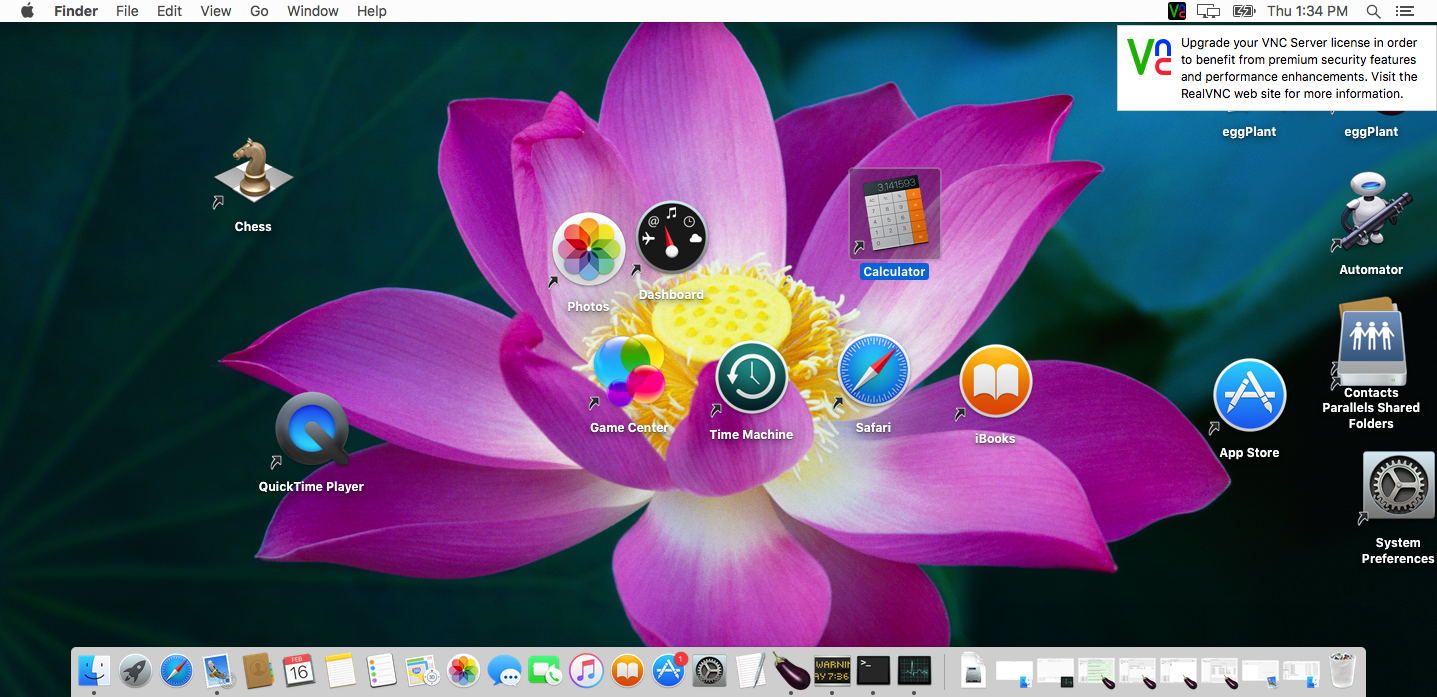 Finder File Edit View Go Window Help Thu 1:34 PM
Upgrade your VNC Server license in order
to benefit from premium security features
and performance enhancements. Visit the
RealVNC web site for more information.
eggPlant
eggPlant
Chess
3.141593
Calculator
Automator
Photos
Dashboard
Game Center
Time Machine
Safari
iBooks
App Store
Contacts
Parallels Shared
Folders
QuickTime Player
System
Preferences
FEB
16
1
WARNIN
AY 7:36